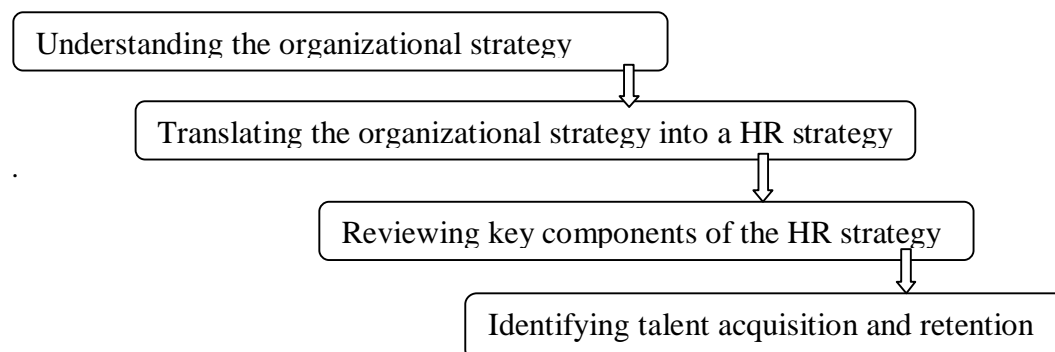 Understanding the organizational strategy
Translating the organizational strategy into a HR strategy
.
Reviewing key components of the HR strategy
Identifying talent acquisition and retention